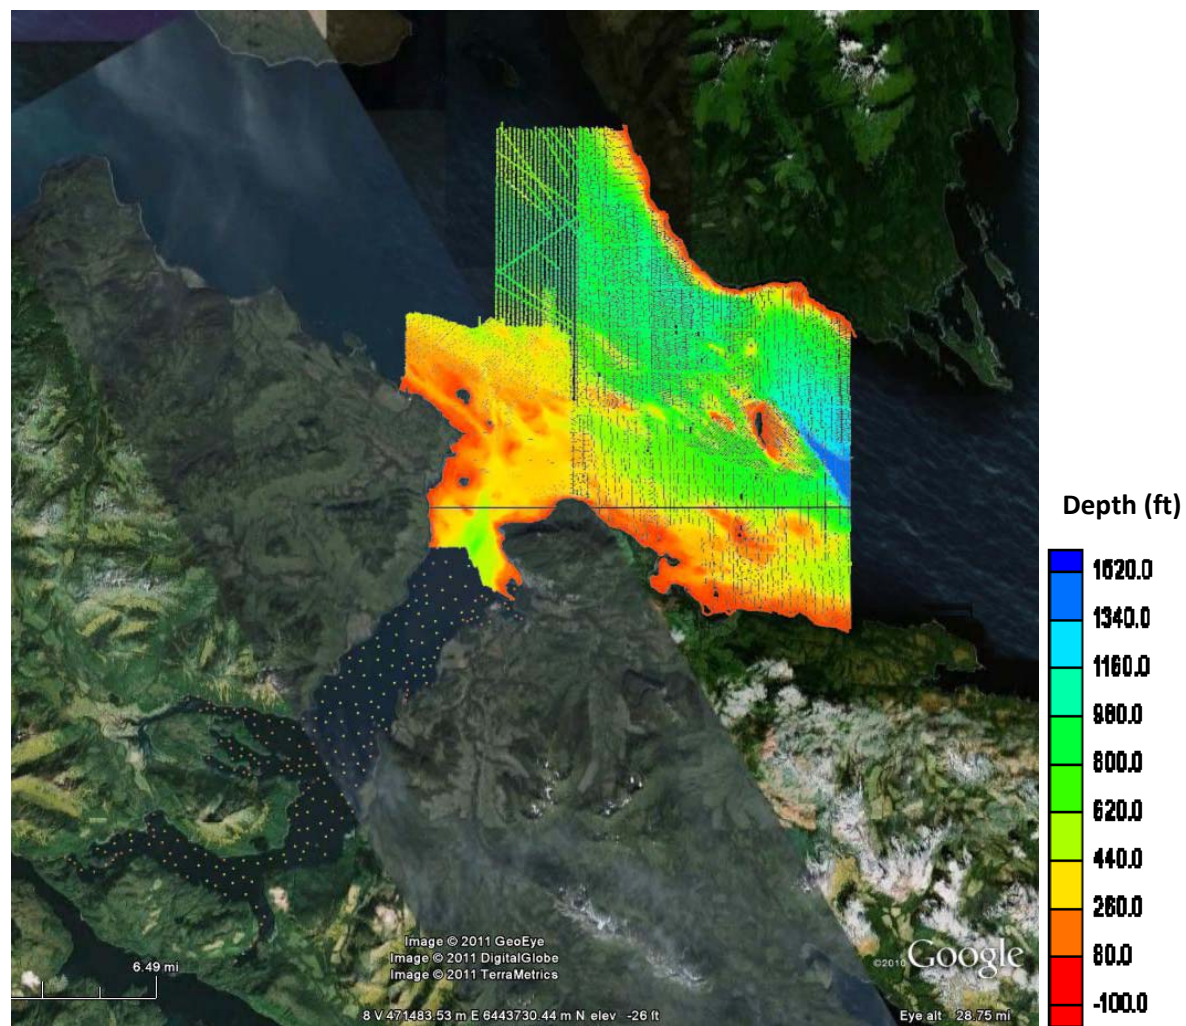 Depth (ft)
1520.0
1340.0
1160.0
980.0
800.0
620.0
440.0
260.0
80.0
-100.0
6.49 mi
Image © 2011 GeoEye
Image © 2011 DigitalGlobe
Image © 2011 TerraMetrics
©2010 Google
8 V 471483.53 m E 6443730.44 m N elev -26 ft
Eye alt 28.75 mi